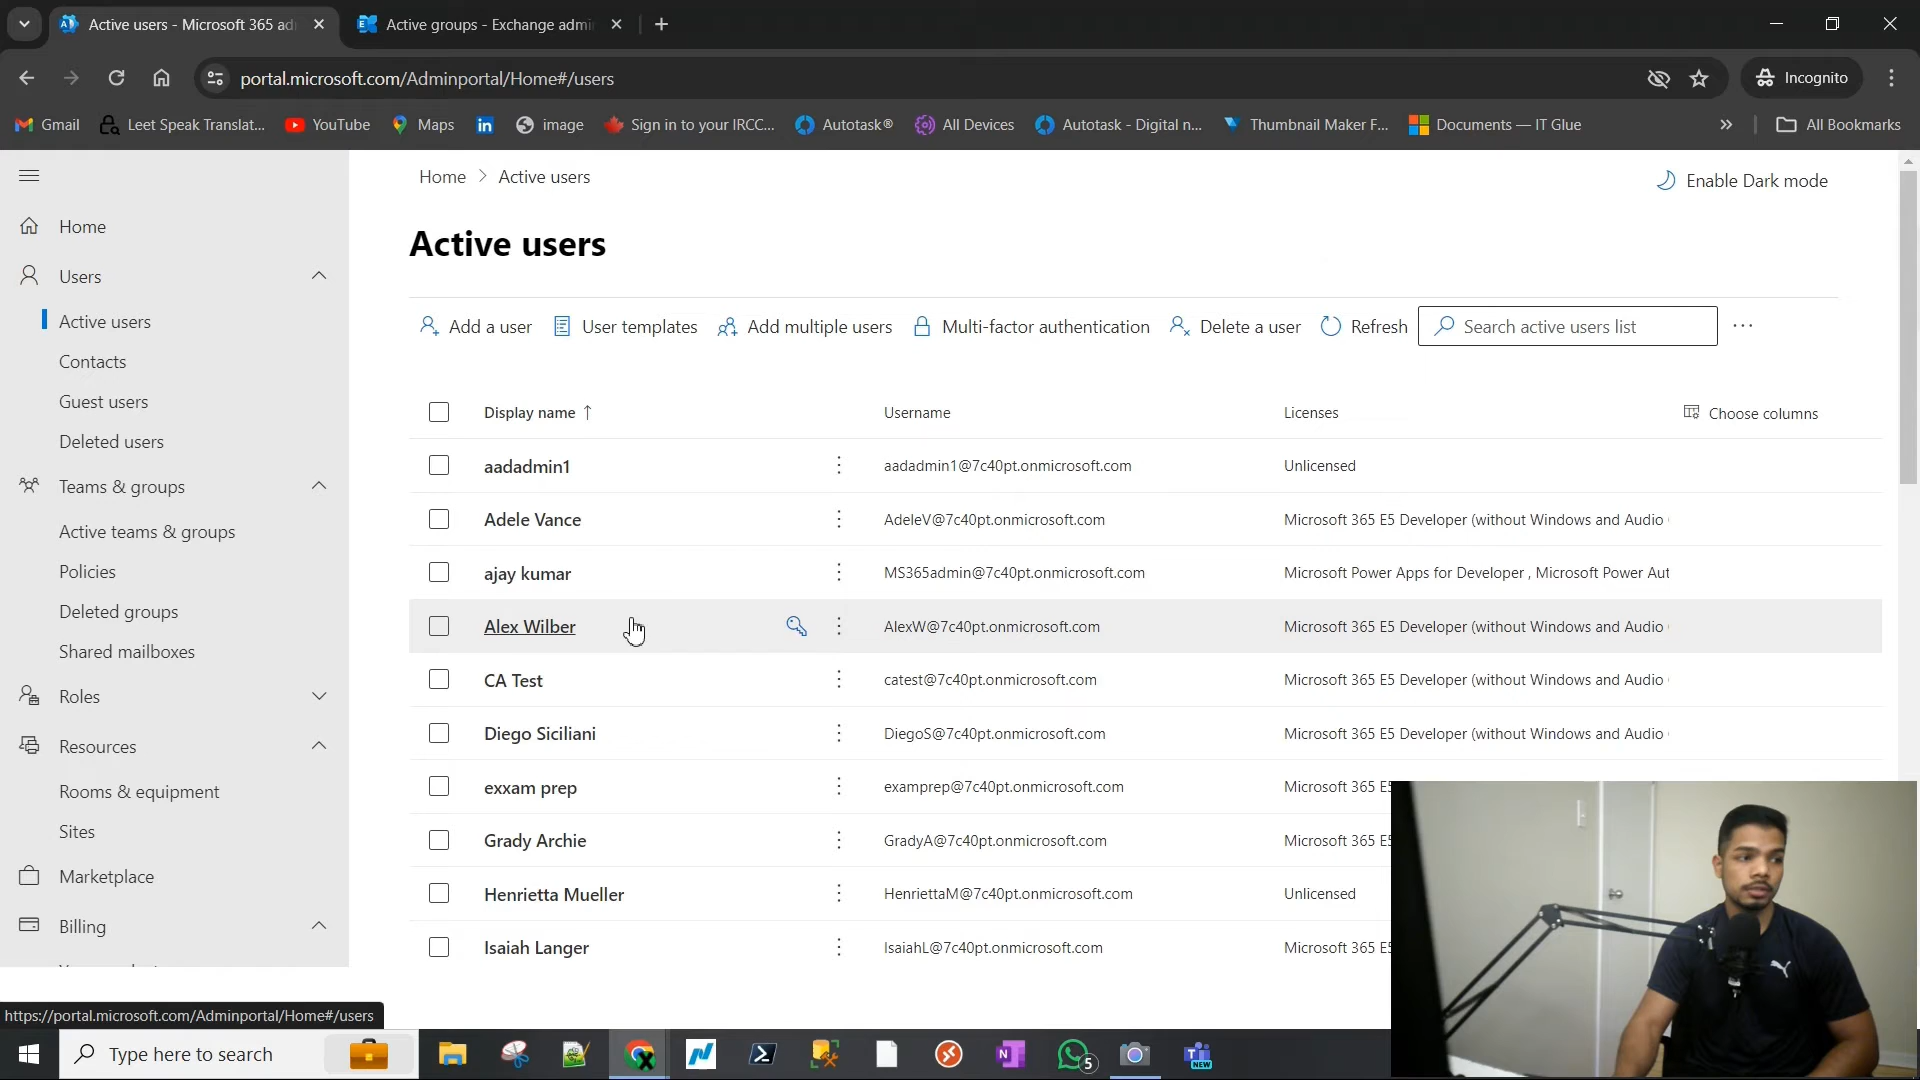 Active users - Microsoft 365 ad
Active groups - Exchange admi
portal.microsoft.com/Adminportal/Home#/users
Incognito
Gmail
Leet Speak Translat...
YouTube
Maps
image
Sign in to your IRCC...
Autotask®
All Devices
Autotask - Digital n...
Thumbnail Maker F...
Documents — IT Glue
All Bookmarks
Home
Users
Active users
Contacts
Guest users
Deleted users
Teams & groups
Active teams & groups
Policies
Deleted groups
Shared mailboxes
Roles
Resources
Rooms & equipment
Sites
Marketplace
Billing
Home > Active users
Enable Dark mode
Active users
Add a user
User templates
Add multiple users
Multi-factor authentication
Delete a user
Refresh
Search active users list
Display name ↑ Username Licenses Choose columns
aadadmin1 aadadmin1@7c40pt.onmicrosoft.com Unlicensed
Adele Vance AdeleV@7c40pt.onmicrosoft.com Microsoft 365 E5 Developer (without Windows and Audio
ajay kumar MS365admin@7c40pt.onmicrosoft.com Microsoft Power Apps for Developer , Microsoft Power Aut
Alex Wilber AlexW@7c40pt.onmicrosoft.com Microsoft 365 E5 Developer (without Windows and Audio
CA Test catest@7c40pt.onmicrosoft.com Microsoft 365 E5 Developer (without Windows and Audio
Diego Siciliani DiegoS@7c40pt.onmicrosoft.com Microsoft 365 E5 Developer (without Windows and Audio
exxam prep examprep@7c40pt.onmicrosoft.com Microsoft 365 E5
Grady Archie GradyA@7c40pt.onmicrosoft.com Microsoft 365 E5
Henrietta Mueller HenriettaM@7c40pt.onmicrosoft.com Unlicensed
Isaiah Langer IsaiahL@7c40pt.onmicrosoft.com Microsoft 365 E5
https://portal.microsoft.com/Adminportal/Home#/users
Type here to search
5
NEW